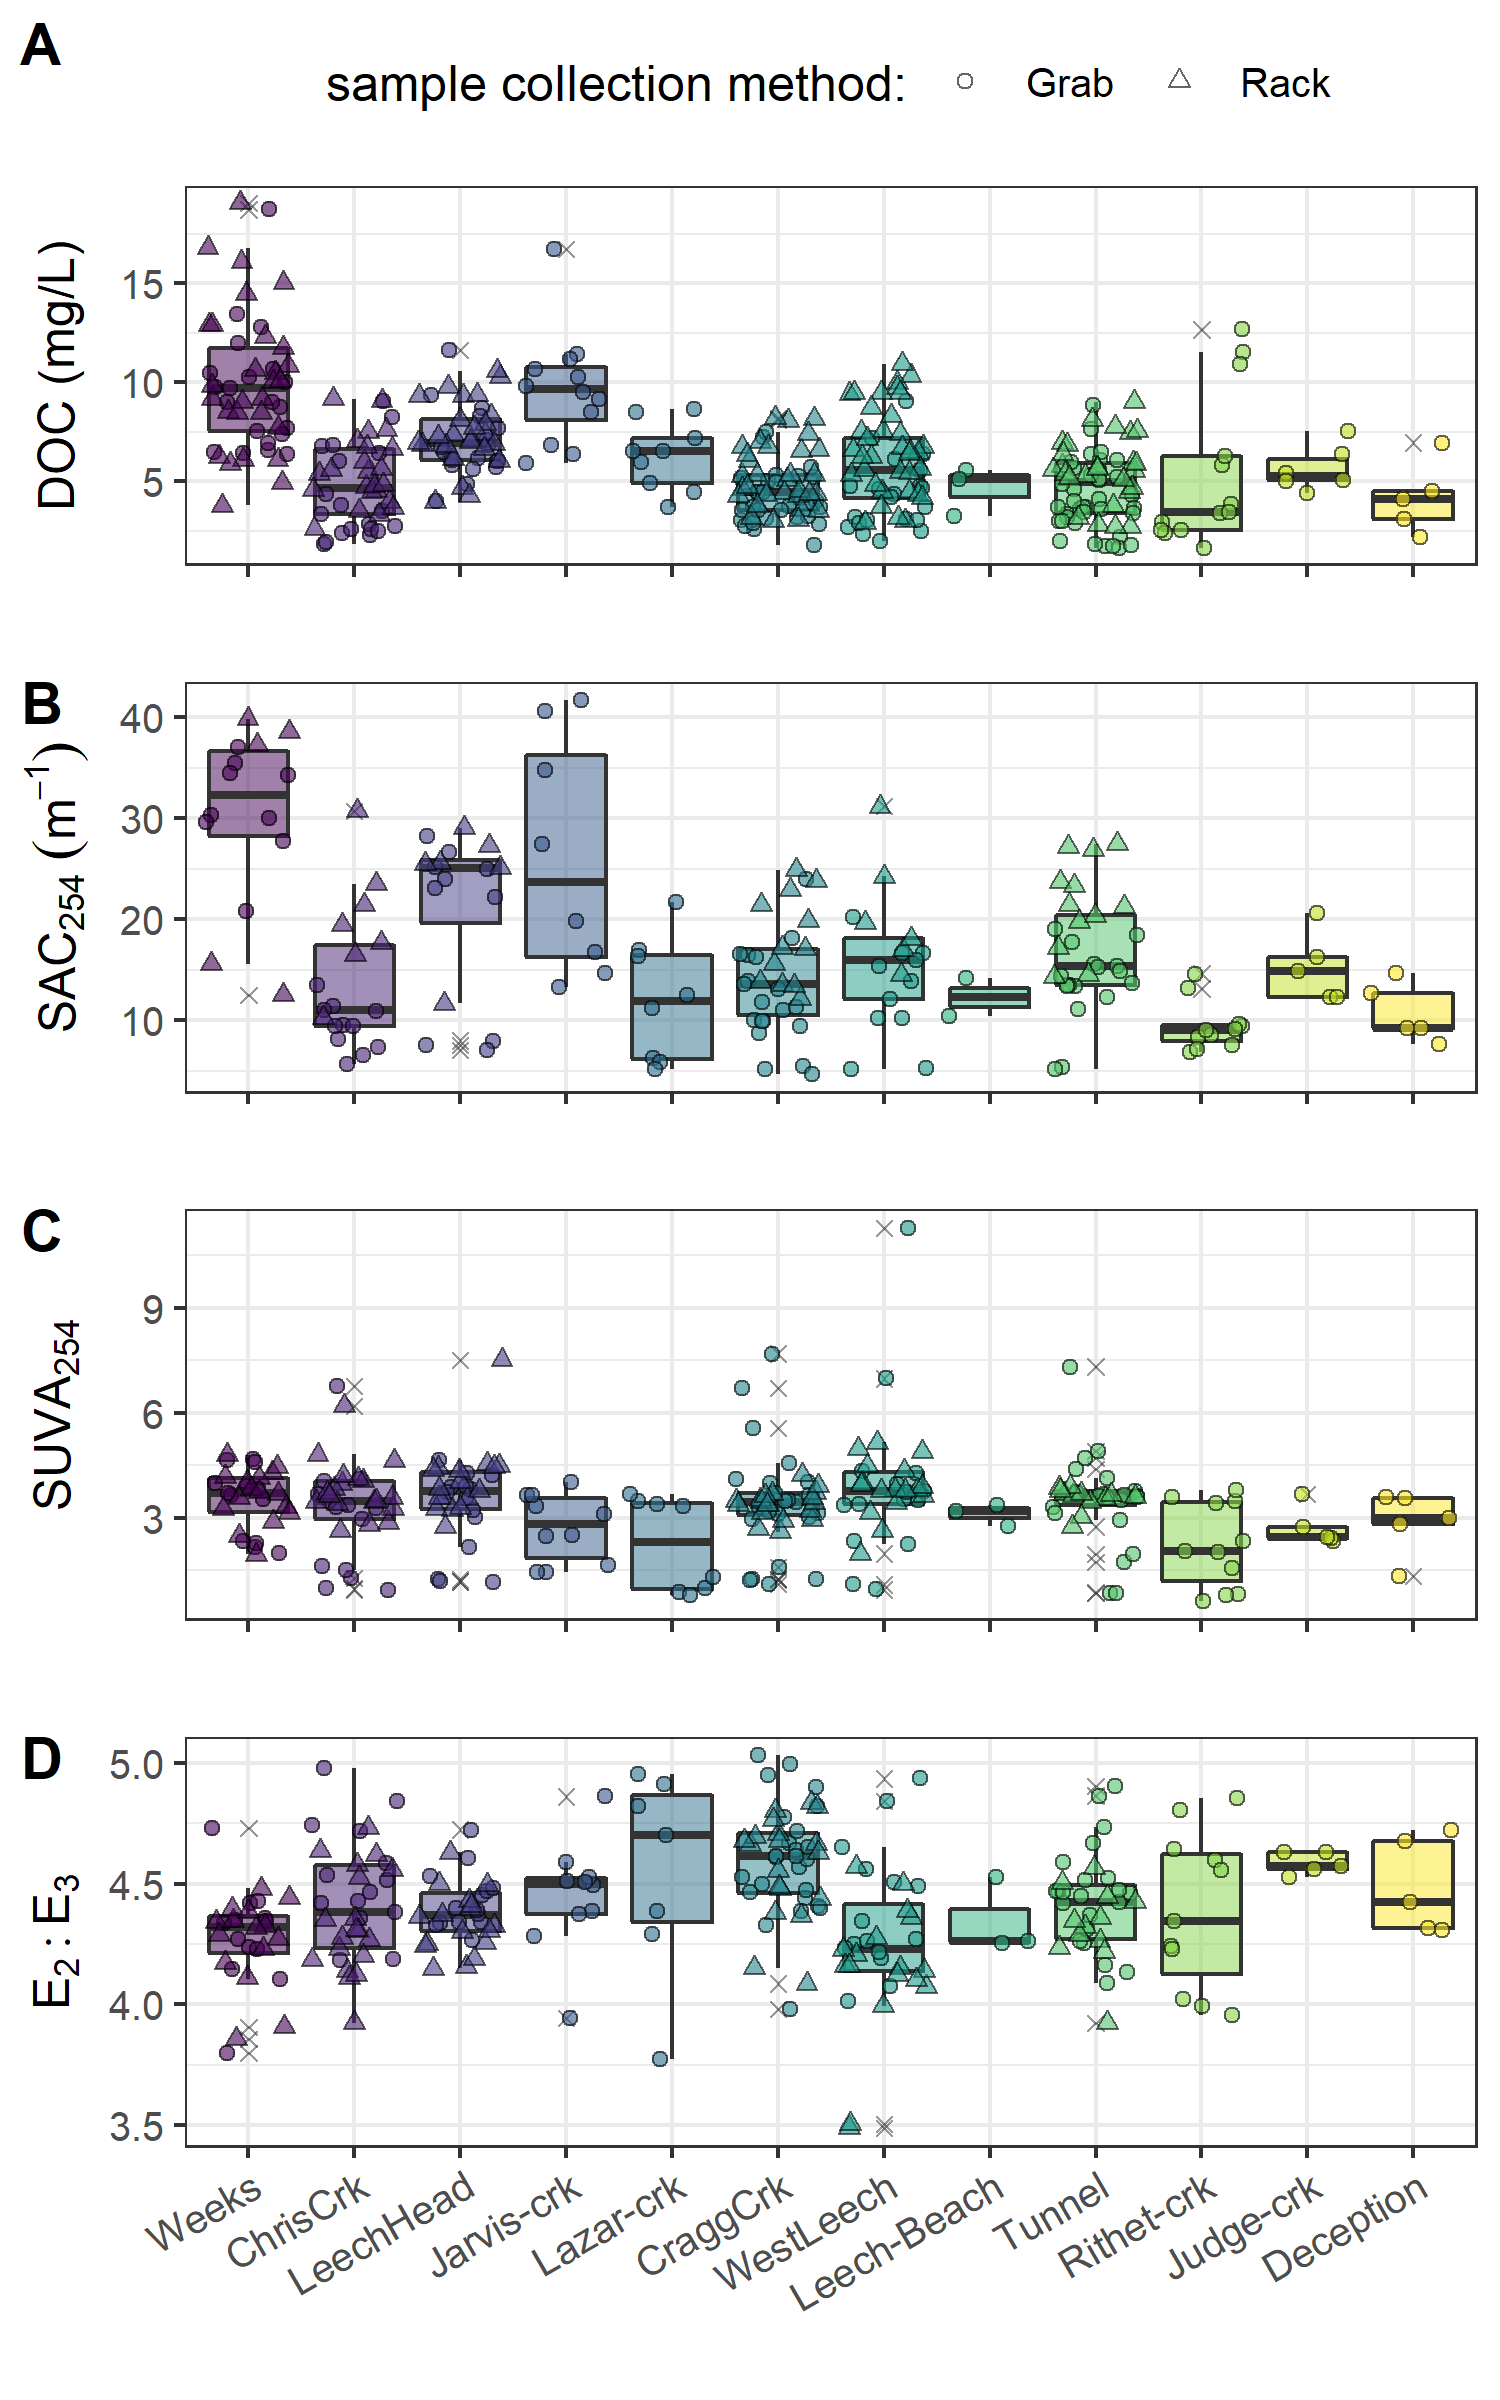 A
sample collection method: Grab Rack
DOC (mg/L)
15
10
5
B
SAC254 (m−1)
40
30
20
10
C
SUVA254
9
6
3
D
E2 : E3
5.0
4.5
4.0
3.5
Weeks
ChrisCrk
LeechHead
Jarvis-crk
Lazar-crk
CraggCrk
WestLeech
Leech-Beach
Tunnel
Rithet-crk
Judge-crk
Deception